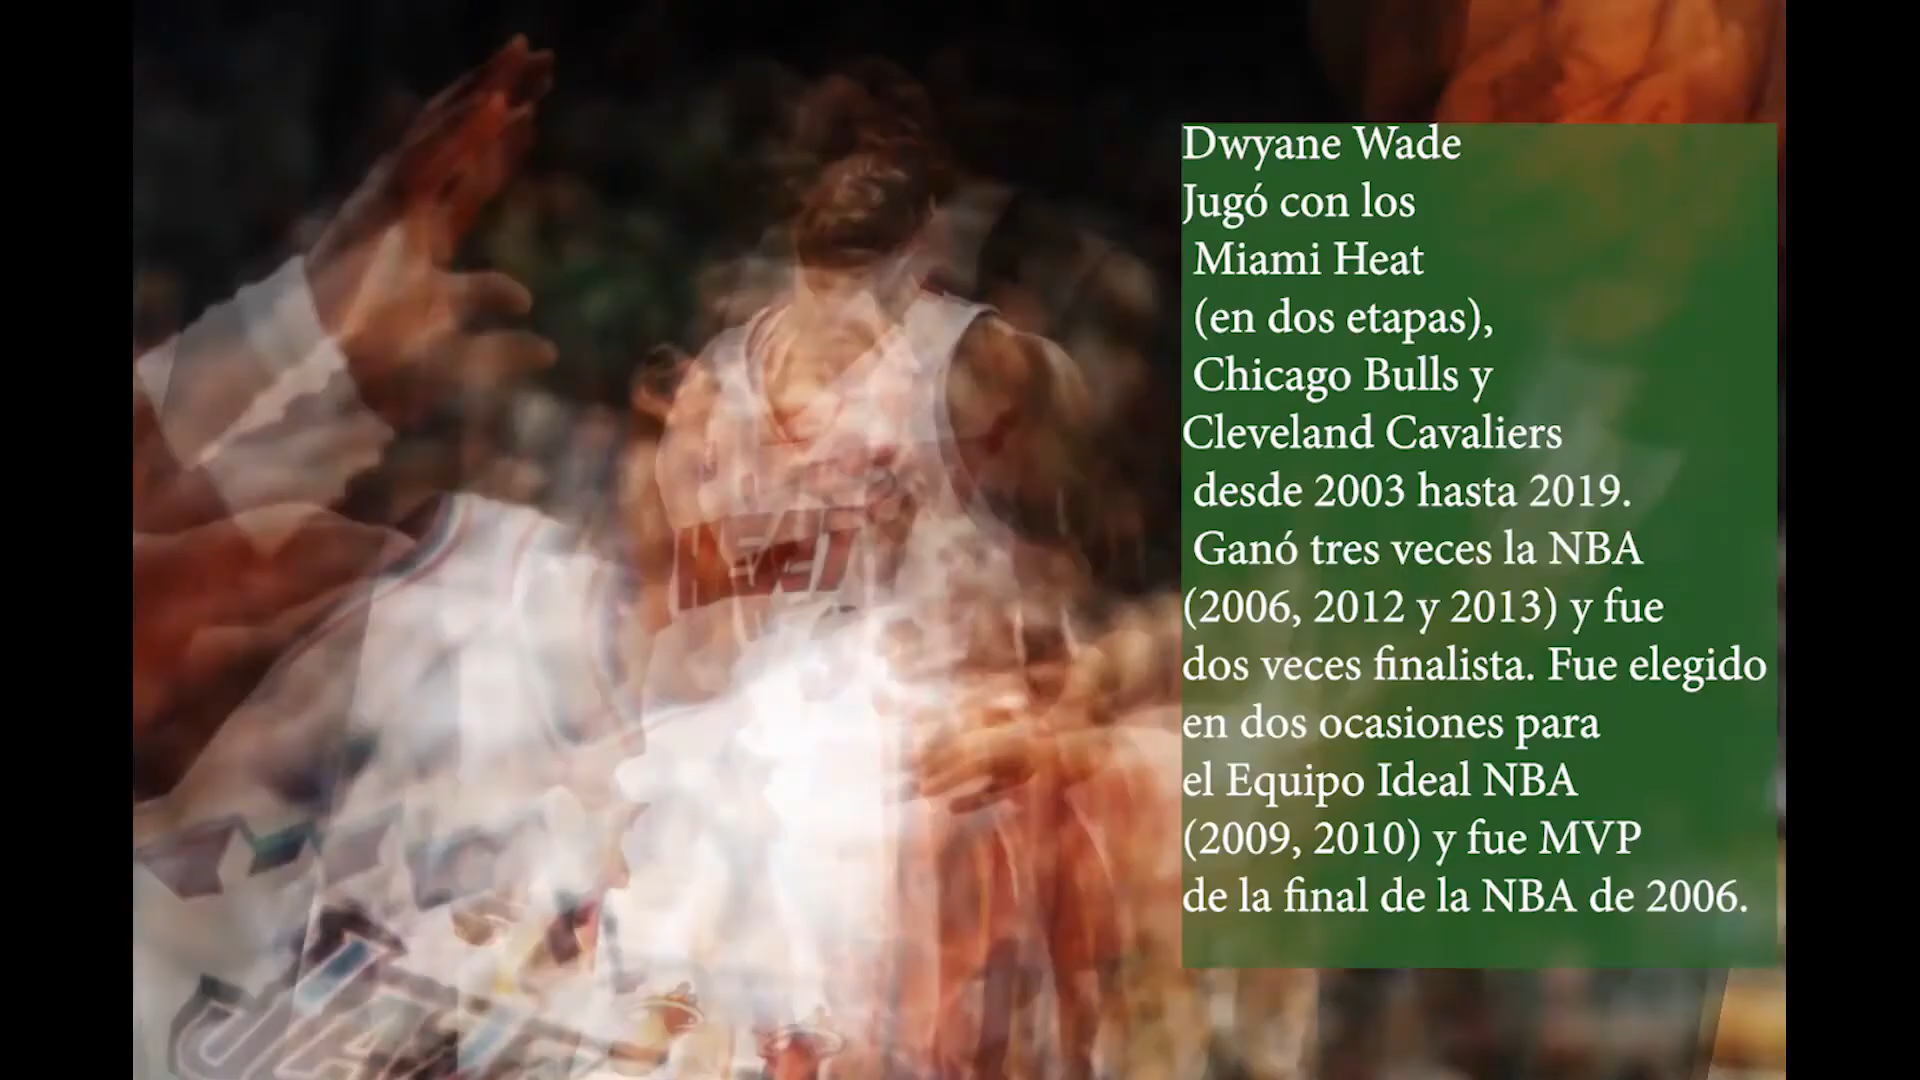 Dwyane Wade
Jugó con los
Miami Heat
(en dos etapas),
Chicago Bulls y
Cleveland Cavaliers
desde 2003 hasta 2019.
Ganó tres veces la NBA
(2006, 2012 y 2013) y fue
dos veces finalista. Fue elegido
en dos ocasiones para
el Equipo Ideal NBA
(2009, 2010) y fue MVP
de la final de la NBA de 2006.